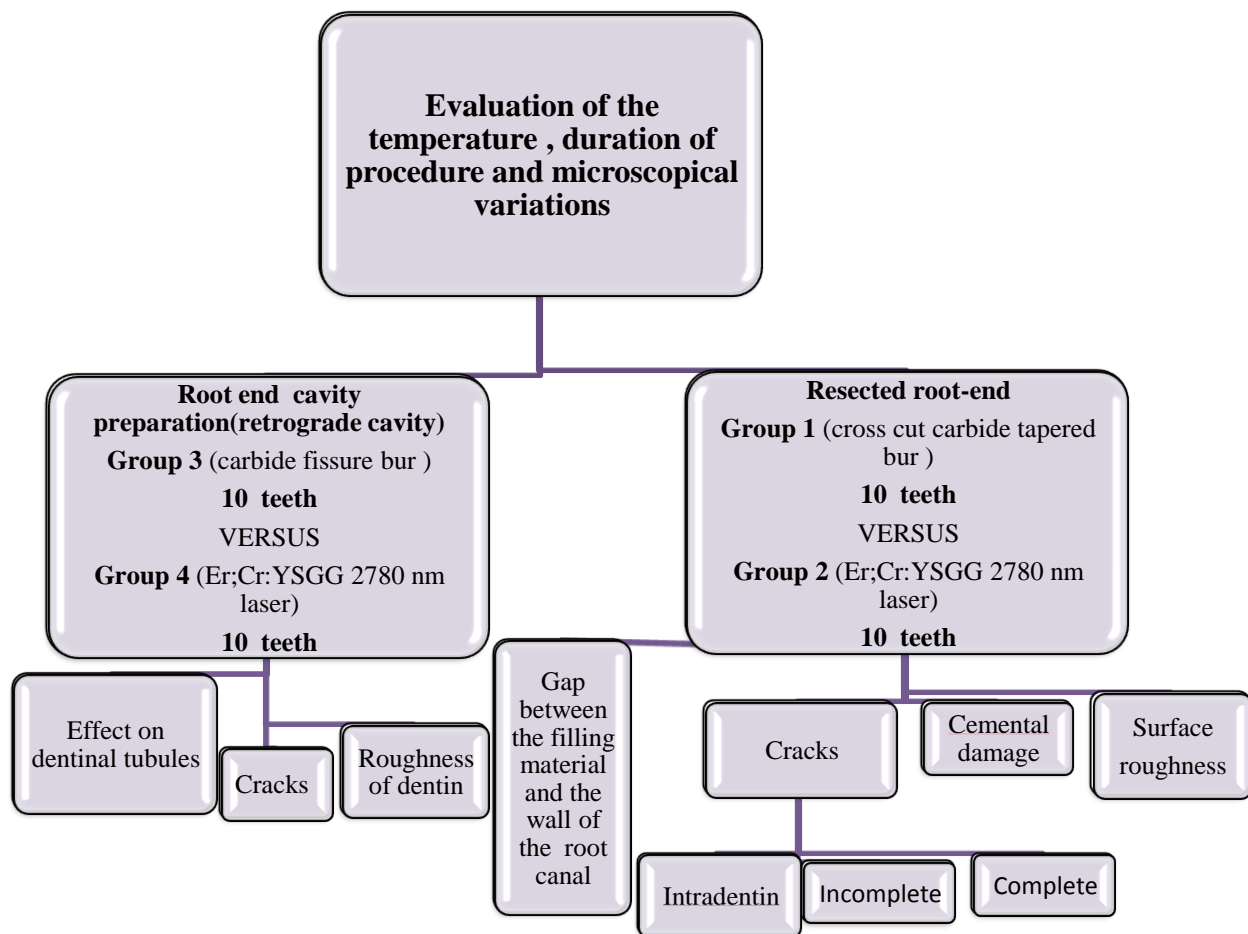 Evaluation of the
temperature , duration of
procedure and microscopical
variations
Root end cavity
preparation(retrograde cavity)
Group 3 (carbide fissure bur )
10 teeth
VERSUS
Group 4 (Er;Cr:YSGG 2780 nm
laser)
10 teeth
Resected root-end
Group 1 (cross cut carbide tapered
bur )
10 teeth
VERSUS
Group 2 (Er;Cr:YSGG 2780 nm
laser)
10 teeth
Effect on
dentinal tubules
Cracks
Roughness
of dentin
Gap
between
the filling
material
and the
wall of
the root
canal
Cracks
Cemental
damage
Surface
roughness
Intradentin
Incomplete
Complete